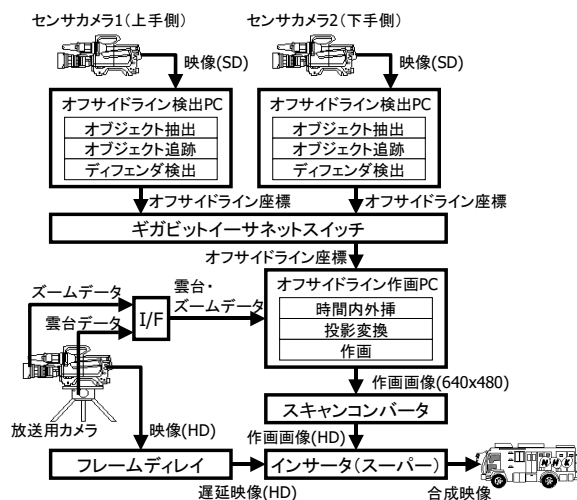 センサカメラ1(上手側)
センサカメラ2(下手側)
映像(SD)
映像(SD)
オフサイドライン検出PC
オブジェクト抽出
オブジェクト追跡
ディフェンダ検出
オフサイドライン検出PC
オブジェクト抽出
オブジェクト追跡
ディフェンダ検出
オフサイドライン座標
オフサイドライン座標
ギガビットイーサネットスイッチ
オフサイドライン座標
ズームデータ
雲台データ
I/F
雲台・
ズームデータ
オフサイドライン作画PC
時間内外挿
投影変換
作画
放送用カメラ
映像(HD)
作画画像(640x480)
スキャンコンバータ
作画画像(HD)
フレームディレイ
遅延映像(HD)
インサータ(スーパー)
合成映像
NHK